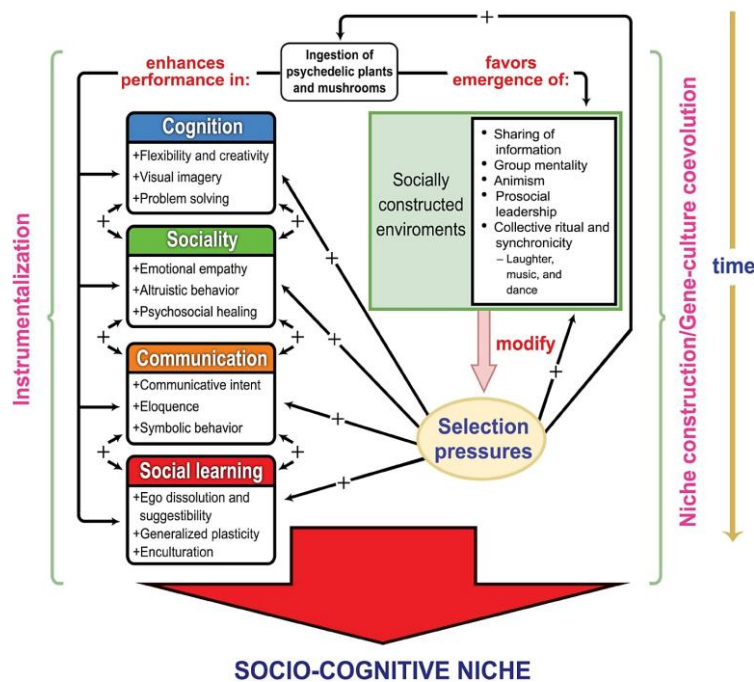 enhances
performance in:
Ingestion of
psychedelic plants
and mushrooms
favors
emergence of:
+
Cognition
+Flexibility and creativity
+Visual imagery
+Problem solving
+ +
Sociality
+Emotional empathy
+Altruistic behavior
+Psychosocial healing
+ +
Communication
+Communicative intent
+Eloquence
+Symbolic behavior
+ +
Social learning
+Ego dissolution and
suggestibility
+Generalized plasticity
+Enculturation
Socially
constructed
enviroments
• Sharing of
information
• Group mentality
• Animism
• Prosocial
leadership
• Collective ritual and
synchronicity
– Laughter,
music, and
dance
modify
Selection
pressures
+
+
+
+
+
Instrumentalization
Niche construction/Gene-culture coevolution
time
SOCIO-COGNITIVE NICHE